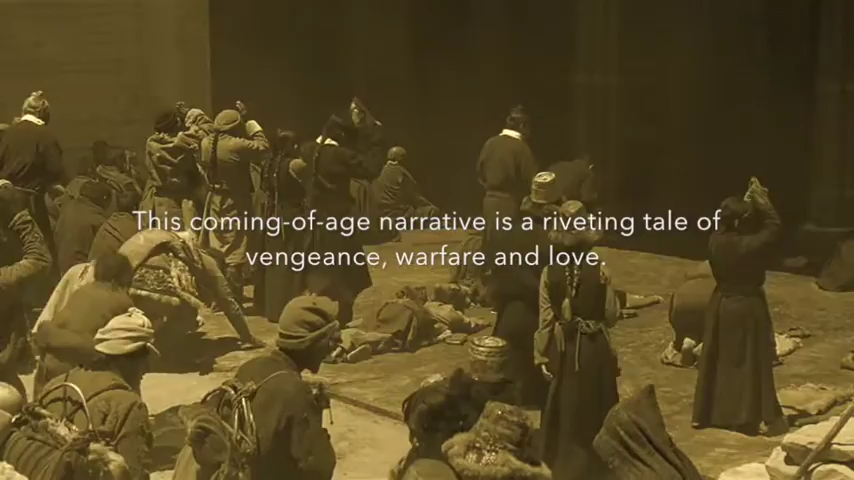 This coming-of-age narrative is a riveting tale of
vengeance, warfare and love.